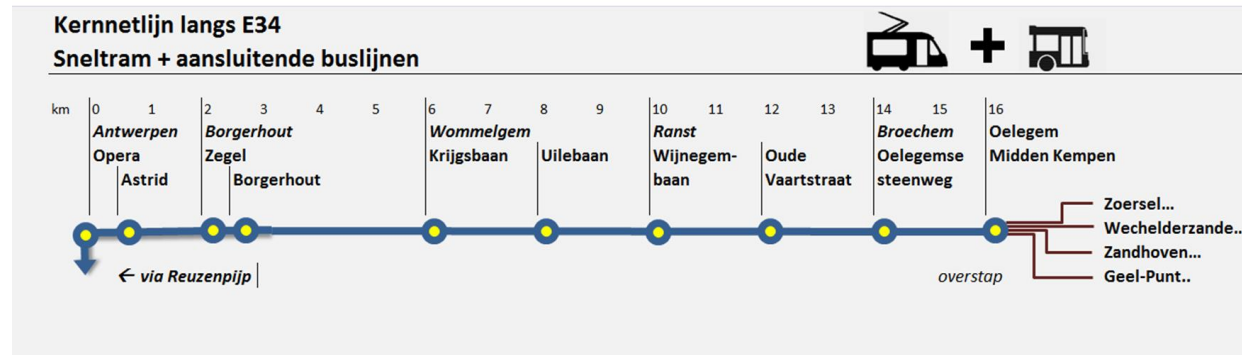 Kernnetlijn langs E34
Sneltram + aansluitende buslijnen
km 0 1 2 3 4 5 6 7 8 9 10 11 12 13 14 15 16
Antwerpen Borgerhout Wommelgem Ranst Broechem Oelegem
Opera Zegel Krijgsbaan Uilebaan Wijnegem- Oude Oelegemse Midden Kempen
Astrid Borgerhout baan Vaartstraat steenweg
Zoersel...
Wechelderzande..
Zandhoven...
← via Reuzenpijp overstap Geel-Punt..